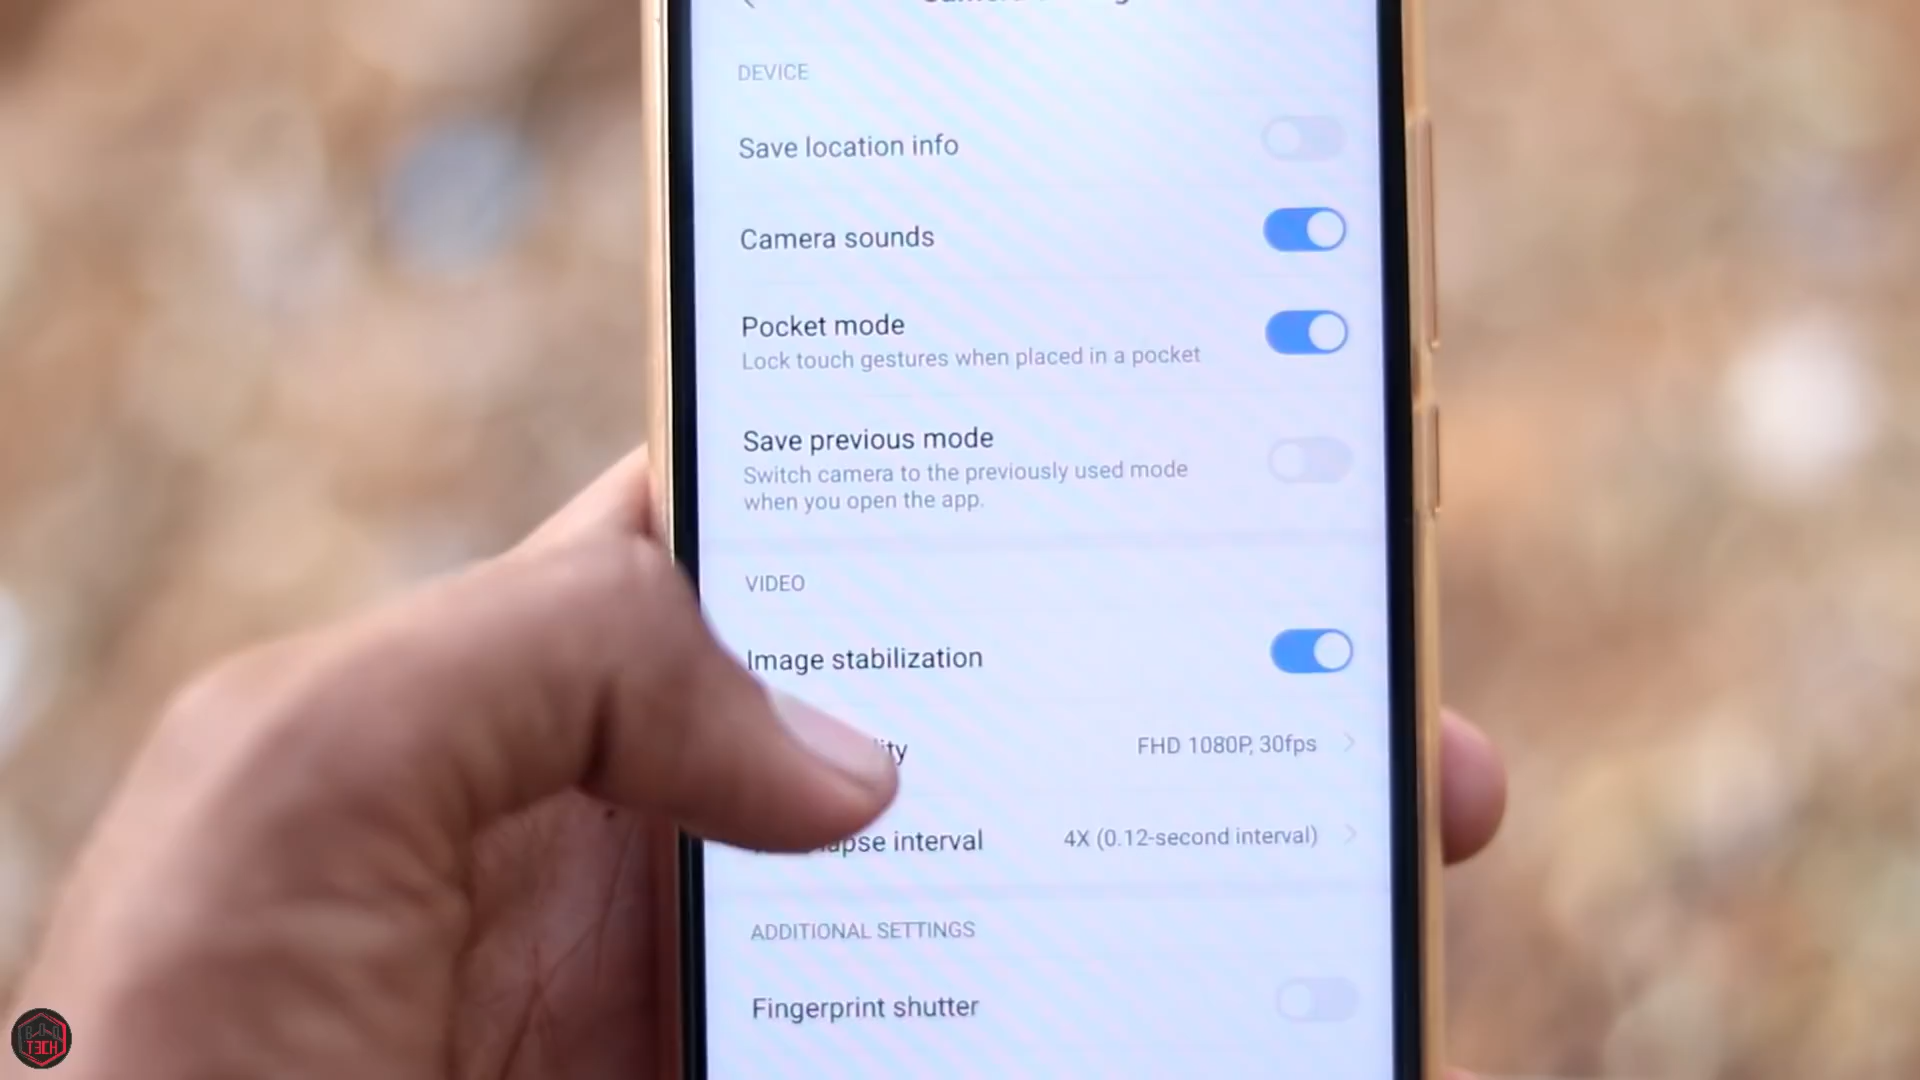 DEVICE
Save location info
Camera sounds
Pocket mode
Lock touch gestures when placed in a pocket
Save previous mode
Switch camera to the previously used mode
when you open the app.
VIDEO
Image stabilization
FHD 1080P, 30fps
interval 4X (0.12-second interval)
ADDITIONAL SETTINGS
Fingerprint shutter
TECH